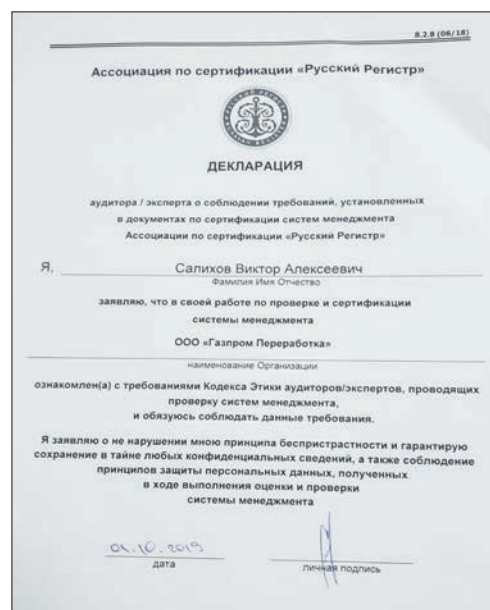 8.2.8 (06/18)
Ассоциация по сертификации «Русский Регистр»
ДЕКЛАРАЦИЯ
аудитора / эксперта о соблюдении требований, установленных
в документах по сертификации систем менеджмента
Ассоциации по сертификации «Русский Регистр»
Я, Салихов Виктор Алексеевич
Фамилия Имя Отчество
заявляю, что в своей работе по проверке и сертификации
системы менеджмента
ООО «Газпром Переработка»
наименование Организации
ознакомлен(а) с требованиями Кодекса Этики аудиторов/экспертов, проводящих
проверку систем менеджмента,
и обязуюсь соблюдать данные требования.
Я заявляю о не нарушении мною принципа беспристрастности и гарантирую
сохранение в тайне любых конфиденциальных сведений, а также соблюдение
принципов защиты персональных данных, полученных
в ходе выполнения оценки и проверки
системы менеджмента
01.10.2019
дата личная подпись